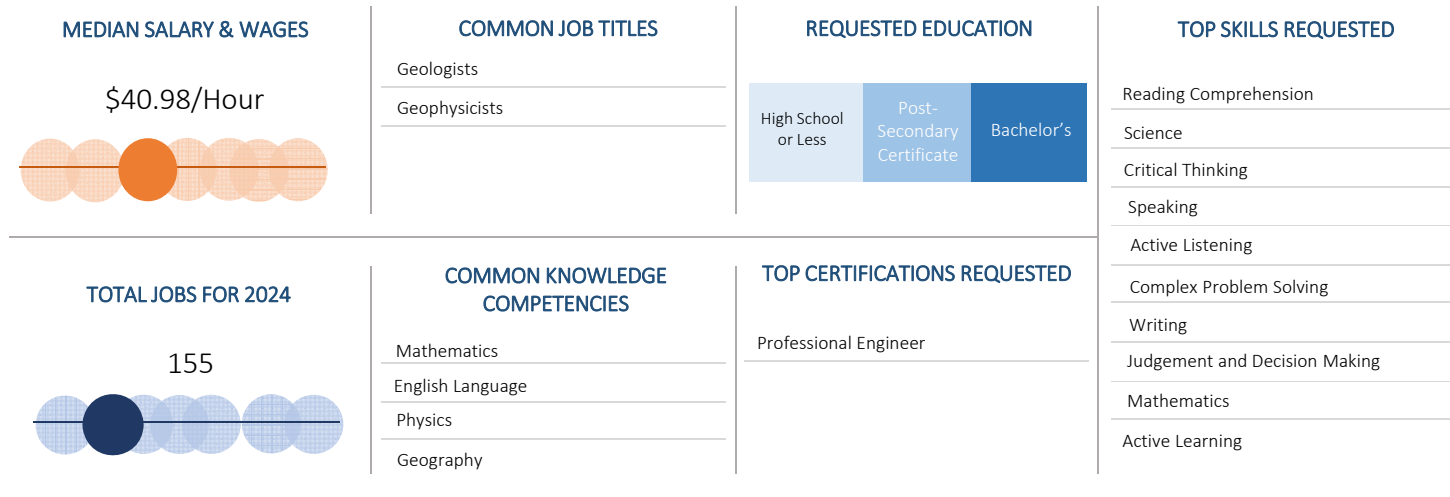 MEDIAN SALARY & WAGES
$40.98/Hour
COMMON JOB TITLES
Geologists
Geophysicists
REQUESTED EDUCATION
High School
or Less
Post-
Secondary
Certificate
Bachelor's
TOP SKILLS REQUESTED
Reading Comprehension
Science
Critical Thinking
Speaking
Active Listening
Complex Problem Solving
Writing
Judgement and Decision Making
Mathematics
Active Learning
TOTAL JOBS FOR 2024
155
COMMON KNOWLEDGE
COMPETENCIES
Mathematics
English Language
Physics
Geography
TOP CERTIFICATIONS REQUESTED
Professional Engineer